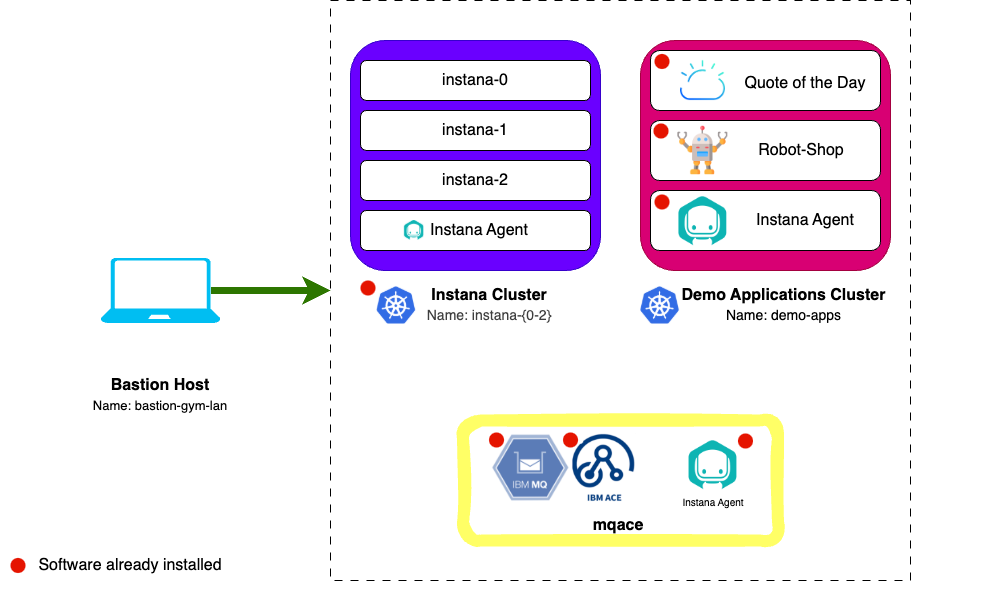 instana-0
instana-1
instana-2
Instana Agent
Quote of the Day
Robot-Shop
Instana Agent
Instana Cluster
Name: instana-{0-2}
Demo Applications Cluster
Name: demo-apps
Bastion Host
Name: bastion-gym-lan
IBM MQ
IBM ACE
Instana Agent
mqace
Software already installed